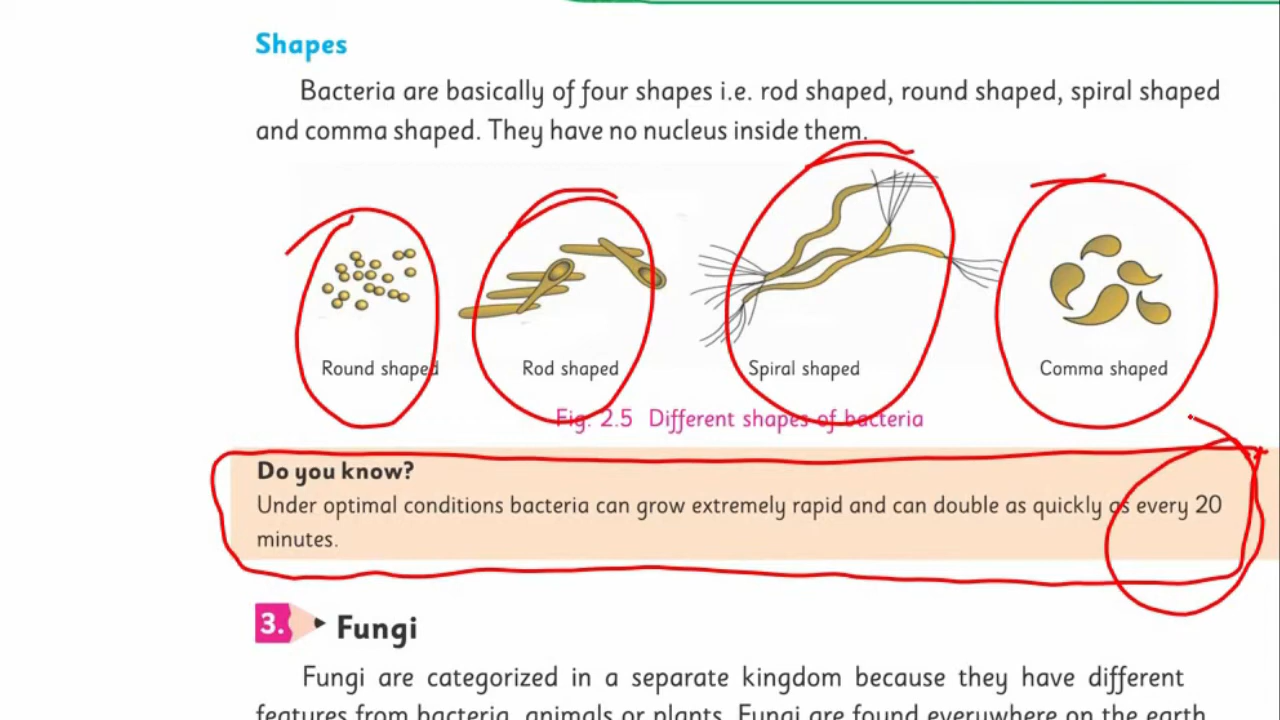 Shapes
Bacteria are basically of four shapes i.e. rod shaped, round shaped, spiral shaped
and comma shaped. They have no nucleus inside them.
Round shaped
Rod shaped
Spiral shaped
Comma shaped
Fig. 2.5 Different shapes of bacteria
Do you know?
Under optimal conditions bacteria can grow extremely rapid and can double as quickly as every 20
minutes.
3. Fungi
Fungi are categorized in a separate kingdom because they have different
features from bacteria, animals or plants. Fungi are found everywhere on the earth